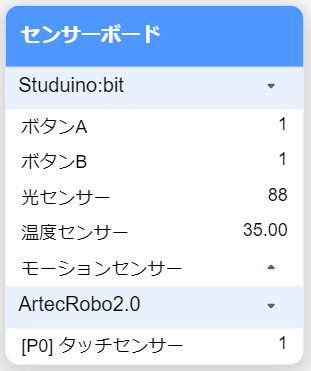 センサーボード
Studuino:bit
ボタンA 1
ボタンB 1
光センサー 88
温度センサー 35.00
モーションセンサー
ArtecRobo2.0
[P0] タッチセンサー 1